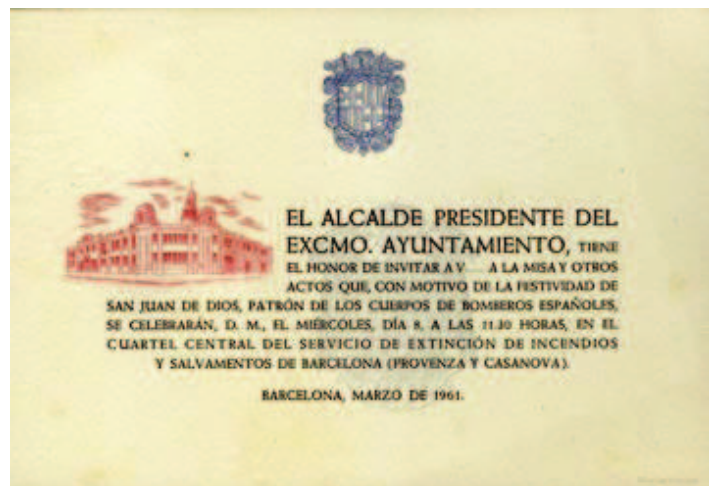 EL ALCALDE PRESIDENTE DEL
EXCMO. AYUNTAMIENTO, TIENE
EL HONOR DE INVITAR A V.... A LA MISA Y OTROS
ACTOS QUE, CON MOTIVO DE LA FESTIVIDAD DE
SAN JUAN DE DIOS, PATRÓN DE LOS CUERPOS DE BOMBEROS ESPAÑOLES,
SE CELEBRARÁN, D. M., EL MIÉRCOLES, DÍA 8, A LAS 11.30 HORAS, EN EL
CUARTEL CENTRAL DEL SERVICIO DE EXTINCIÓN DE INCENDIOS
Y SALVAMENTOS DE BARCELONA (PROVENZA Y CASANOVA).
BARCELONA, MARZO DE 1961.